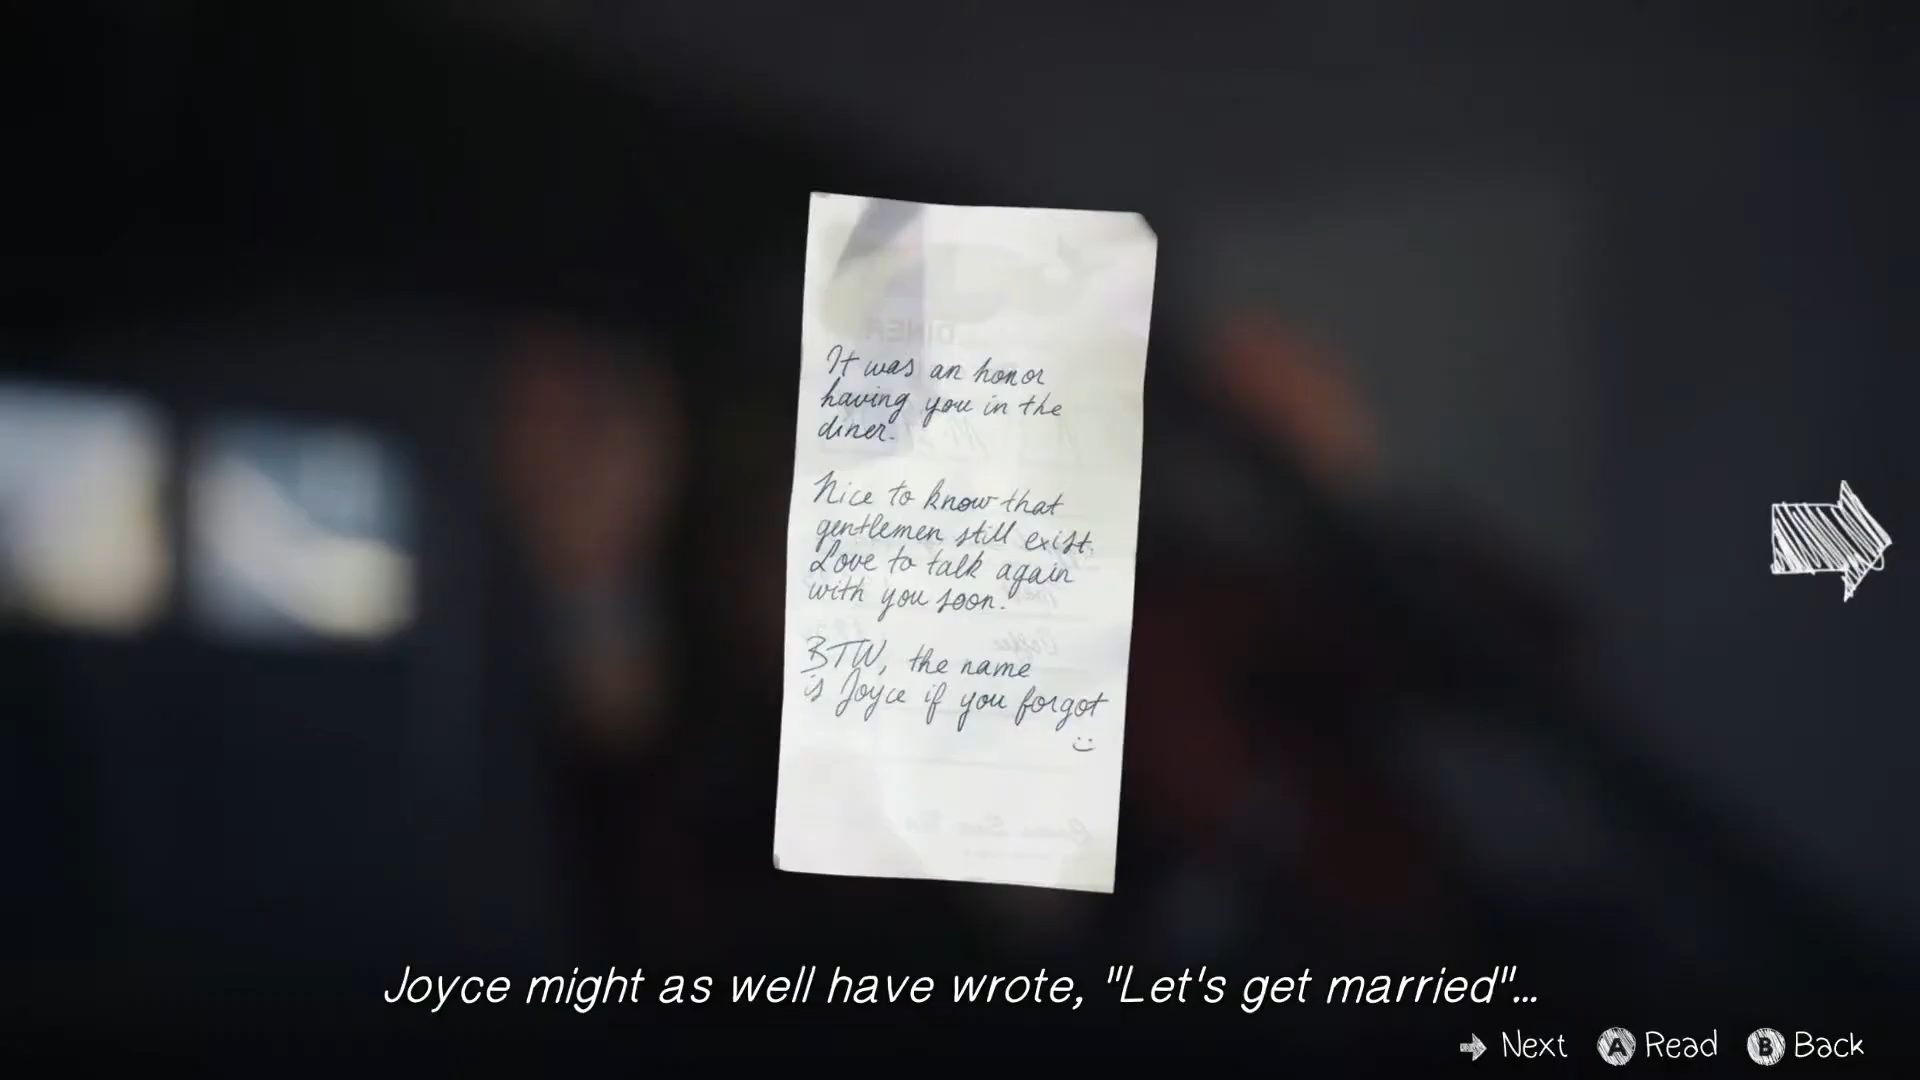 It was an honor
having you in the
diner.
Nice to know that
gentlemen still exist.
Love to talk again
with you soon.
BTW, the name
is Joyce if you forgot
:)
Joyce might as well have wrote, "Let's get married"...
Next A Read B Back